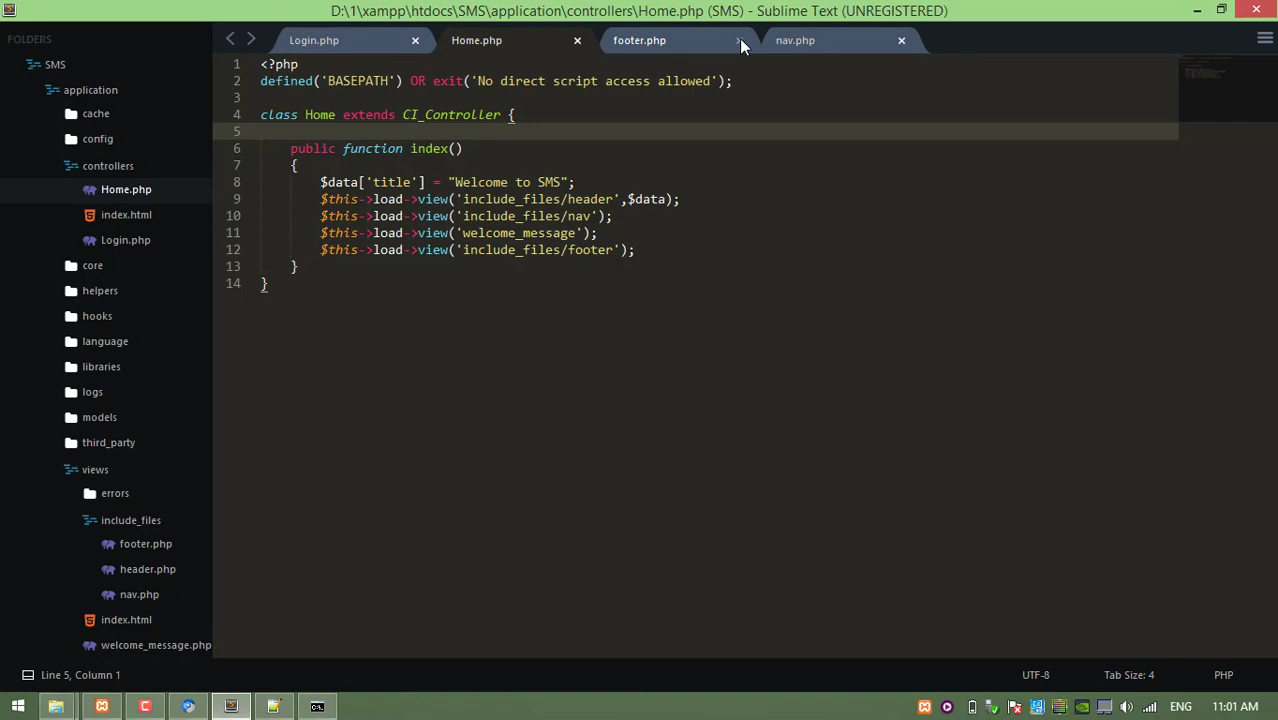 D:\1\xampp\htdocs\SMS\application\controllers\Home.php (SMS) - Sublime Text (UNREGISTERED)
FOLDERS
SMS
application
cache
config
controllers
Home.php
index.html
Login.php
core
helpers
hooks
language
libraries
logs
models
third_party
views
errors
include_files
footer.php
header.php
nav.php
index.html
welcome_message.php
Login.php
Home.php
footer.php
nav.php
1 <?php
2 defined('BASEPATH') OR exit('No direct script access allowed');
3
4 class Home extends CI_Controller {
5
6 public function index()
7 {
8 $data['title'] = "Welcome to SMS";
9 $this->load->view('include_files/header',$data);
10 $this->load->view('include_files/nav');
11 $this->load->view('welcome_message');
12 $this->load->view('include_files/footer');
13 }
14 }
Line 5, Column 1
UTF-8
Tab Size: 4
PHP
ENG
11:01 AM